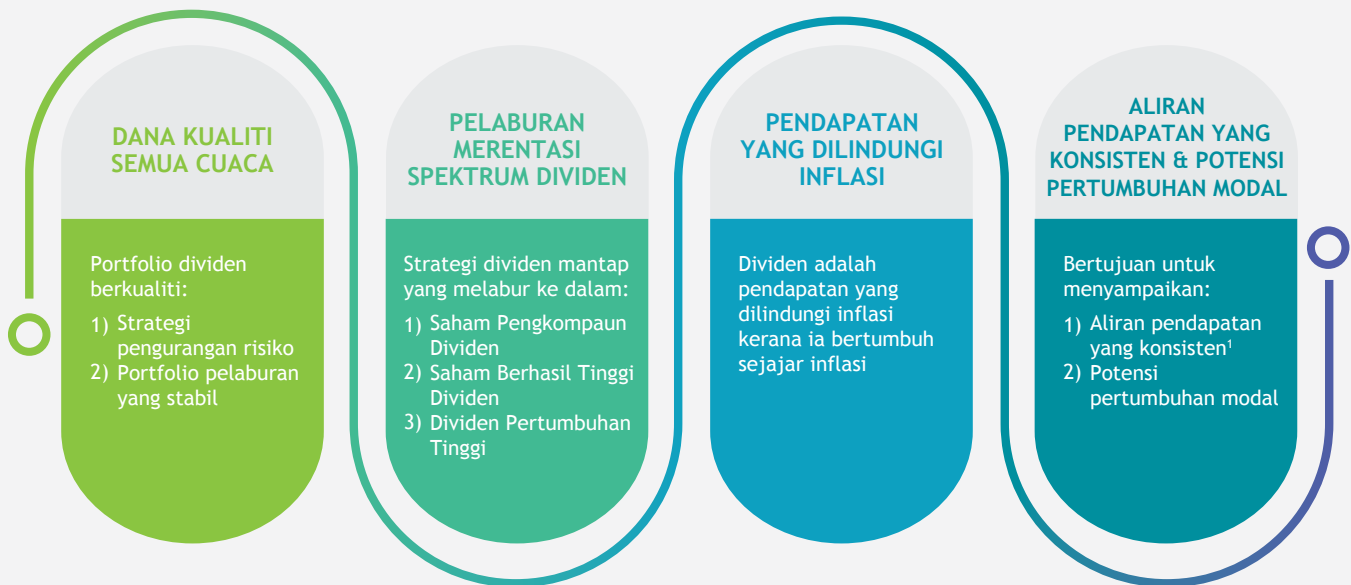 DANA KUALITI
SEMUA CUACA
Portfolio dividen
berkualiti:
1) Strategi
pengurangan risiko
2) Portfolio pelaburan
yang stabil
PELABURAN
MERENTASI
SPEKTRUM DIVIDEN
Strategi dividen mantap
yang melabur ke dalam:
1) Saham Pengkompaun
Dividen
2) Saham Berhasil Tinggi
Dividen
3) Dividen Pertumbuhan
Tinggi
PENDAPATAN
YANG DILINDUNGI
INFLASI
Dividen adalah
pendapatan yang
dilindungi inflasi
kerana ia bertumbuh
sejajar inflasi
ALIRAN
PENDAPATAN YANG
KONSISTEN & POTENSI
PERTUMBUHAN MODAL
Bertujuan untuk
menyampaikan:
1) Aliran pendapatan
yang konsisten¹
2) Potensi
pertumbuhan modal